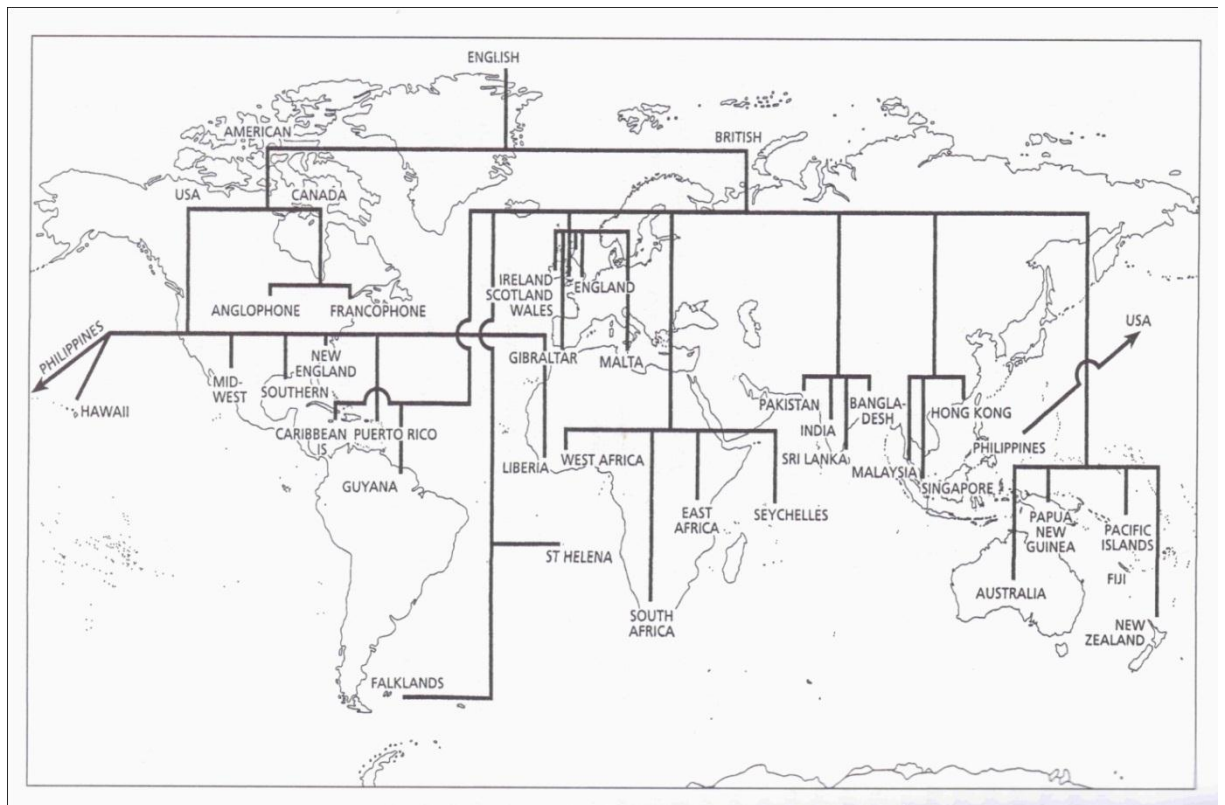 ENGLISH
AMERICAN
BRITISH
USA
CANADA
IRELAND
SCOTLAND
WALES
ENGLAND
ANGLOPHONE
FRANCOPHONE
USA
PHILIPPINES
NEW
ENGLAND
GIBRALTAR
MALTA
MID-
WEST
SOUTHERN
HAWAII
PAKISTAN
BANGLA-
DESH
HONG KONG
INDIA
CARIBBEAN
IS
PUERTO RICO
PHILIPPINES
LIBERIA
WEST AFRICA
SRI LANKA
MALAYSIA
GUYANA
SINGAPORE
EAST
AFRICA
SEYCHELLES
PAPUA
NEW
GUINEA
PACIFIC
ISLANDS
ST HELENA
FIJI
AUSTRALIA
SOUTH
AFRICA
NEW
ZEALAND
FALKLANDS